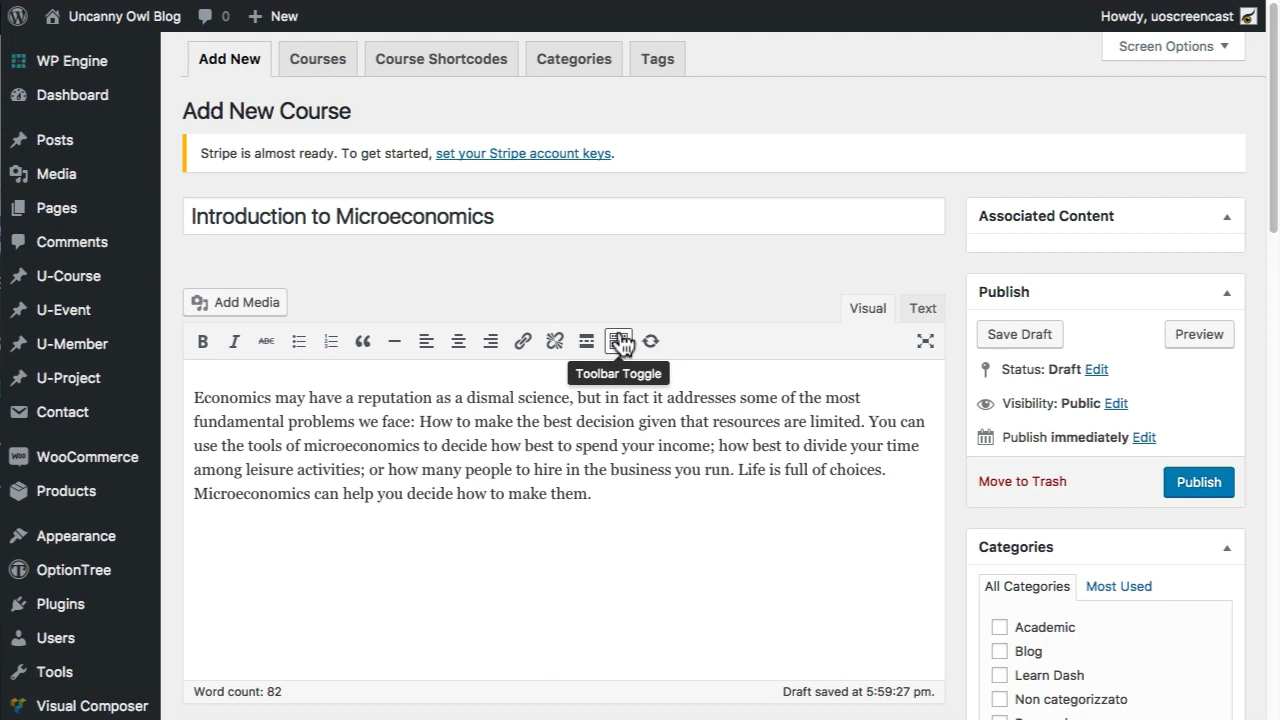 Uncanny Owl Blog 0 New Howdy, uoscreencast
WP Engine
Dashboard
Posts
Media
Pages
Comments
U-Course
U-Event
U-Member
U-Project
Contact
WooCommerce
Products
Appearance
OptionTree
Plugins
Users
Tools
Visual Composer
Add New Courses Course Shortcodes Categories Tags Screen Options
Add New Course
Stripe is almost ready. To get started, set your Stripe account keys.
Introduction to Microeconomics
Add Media
Visual Text
B I ABC
Toolbar Toggle
Economics may have a reputation as a dismal science, but in fact it addresses some of the most
fundamental problems we face: How to make the best decision given that resources are limited. You can
use the tools of microeconomics to decide how best to spend your income; how best to divide your time
among leisure activities; or how many people to hire in the business you run. Life is full of choices.
Microeconomics can help you decide how to make them.
Word count: 82 Draft saved at 5:59:27 pm.
Associated Content
Publish
Save Draft Preview
Status: Draft Edit
Visibility: Public Edit
Publish immediately Edit
Move to Trash Publish
Categories
All Categories Most Used
Academic
Blog
Learn Dash
Non categorizzato